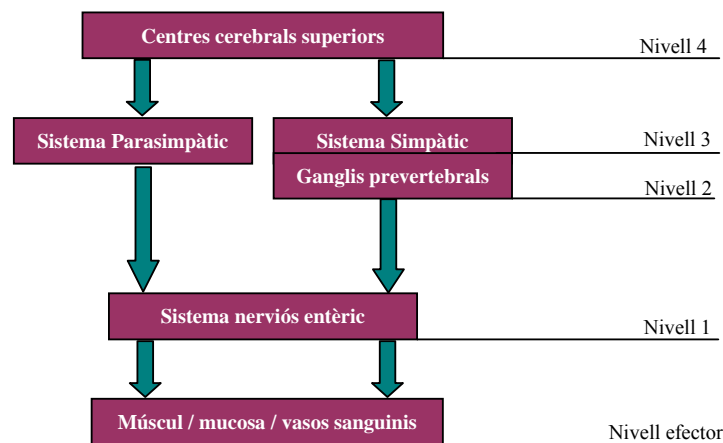 Centres cerebrals superiors
Nivell 4
Sistema Parasimpàtic
Sistema Simpàtic
Nivell 3
Ganglis prevertebrals
Nivell 2
Sistema nerviós entèric
Nivell 1
Múscul / mucosa / vasos sanguinis
Nivell efector